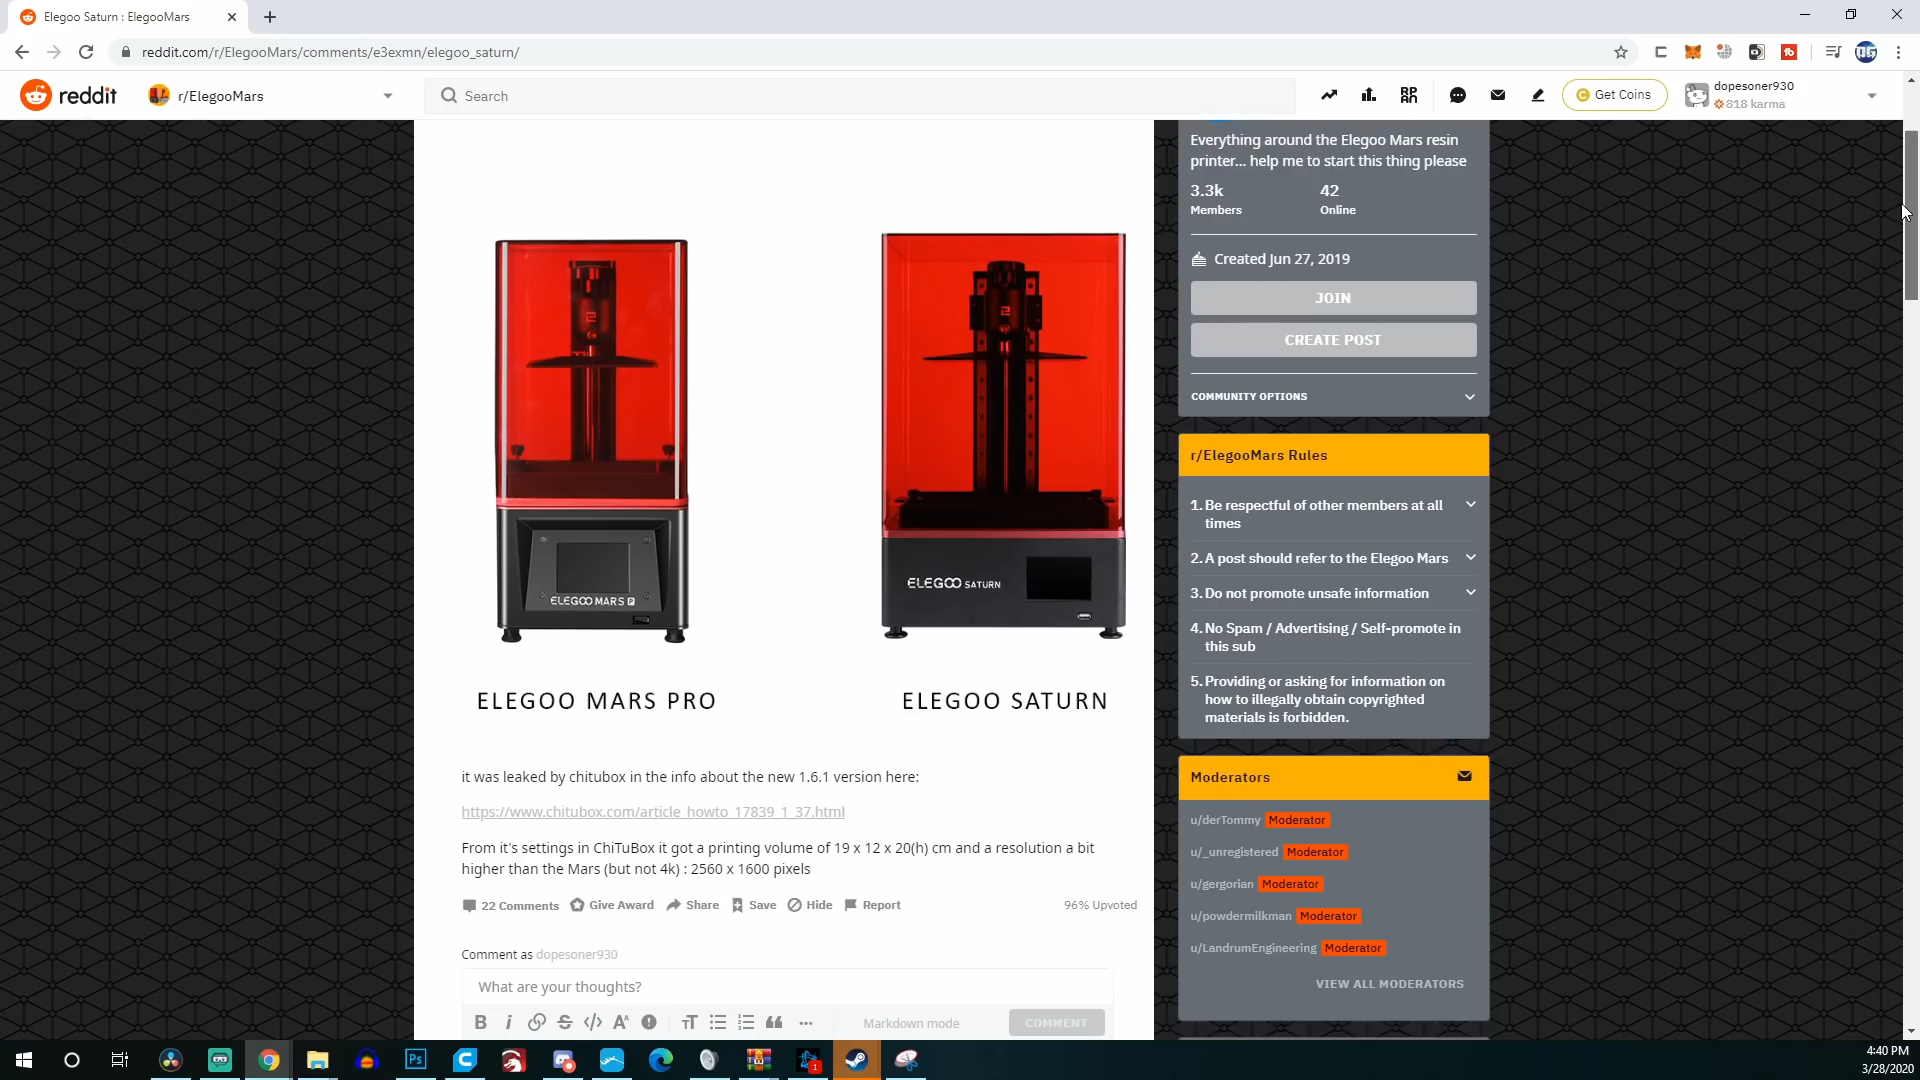 Elegoo Saturn : ElegooMars
reddit.com/r/ElegooMars/comments/e3exmn/elegoo_saturn/
reddit
r/ElegooMars
Search
RPAN
Get Coins
dopesoner930
818 karma
ELEGOO MARS P
ELEGOO SATURN
ELEGOO MARS PRO
ELEGOO SATURN
it was leaked by chitubox in the info about the new 1.6.1 version here:
https://www.chitubox.com/article_howto_17839_1_37.html
From it's settings in ChiTuBox it got a printing volume of 19 x 12 x 20(h) cm and a resolution a bit
higher than the Mars (but not 4k) : 2560 x 1600 pixels
22 Comments
Give Award
Share
Save
Hide
Report
96% Upvoted
Comment as dopesoner930
What are your thoughts?
Markdown mode
COMMENT
Everything around the Elegoo Mars resin
printer... help me to start this thing please
3.3k
42
Members
Online
Created Jun 27, 2019
JOIN
CREATE POST
COMMUNITY OPTIONS
r/ElegooMars Rules
1. Be respectful of other members at all
times
2. A post should refer to the Elegoo Mars
3. Do not promote unsafe information
4. No Spam / Advertising / Self-promote in
this sub
5. Providing or asking for information on
how to illegally obtain copyrighted
materials is forbidden.
Moderators
u/derTommy Moderator
u/_unregistered Moderator
u/gergorian Moderator
u/powdermilkman Moderator
u/LandrumEngineering Moderator
VIEW ALL MODERATORS
Ps
1
4:40 PM
3/28/2020